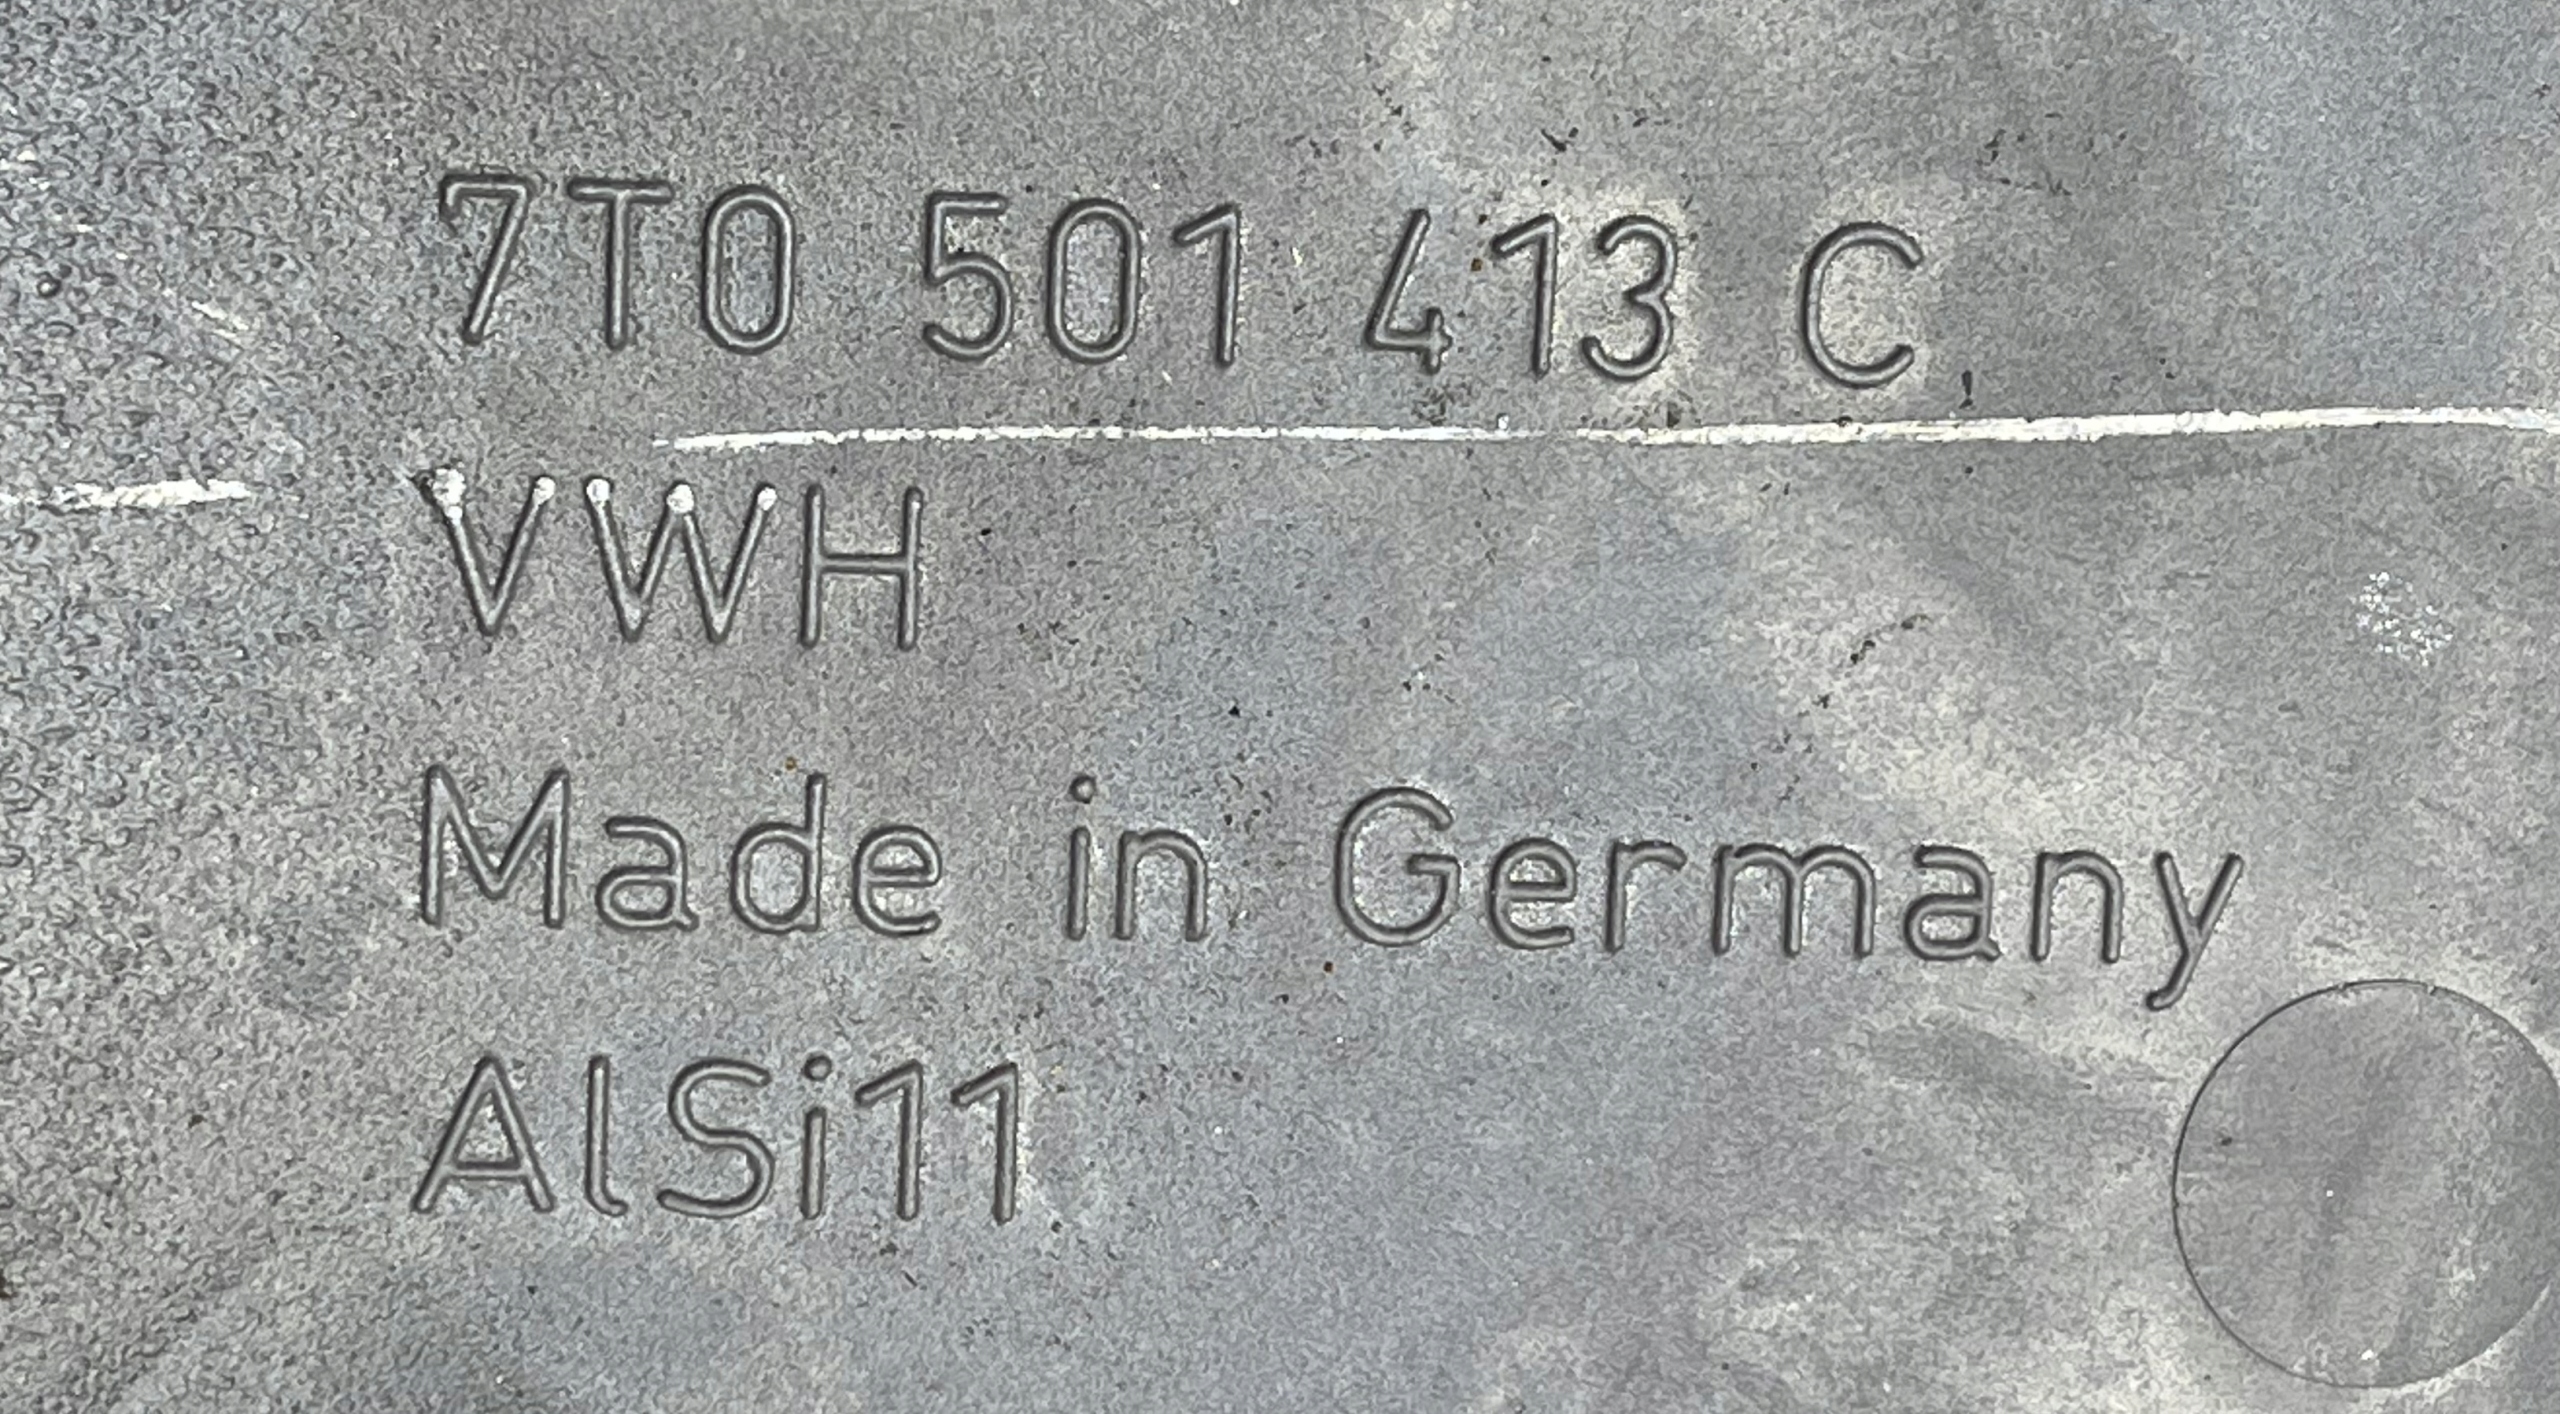 7T0 501 413 C
VWH
Made in Germany
AlSi11